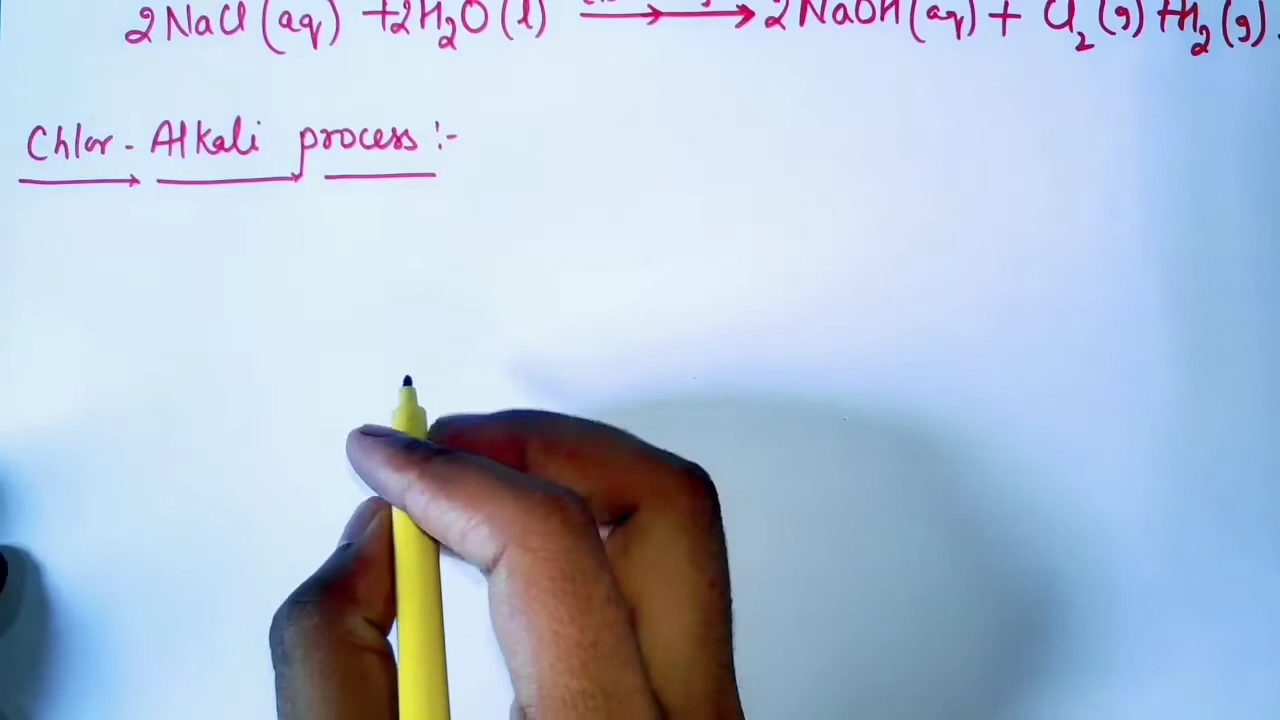 2NaCl (aq) + 2H₂O (l) →→ 2NaOH (aq) + Cl₂ (g) + H₂ (g)
Chlor - Alkali process :-